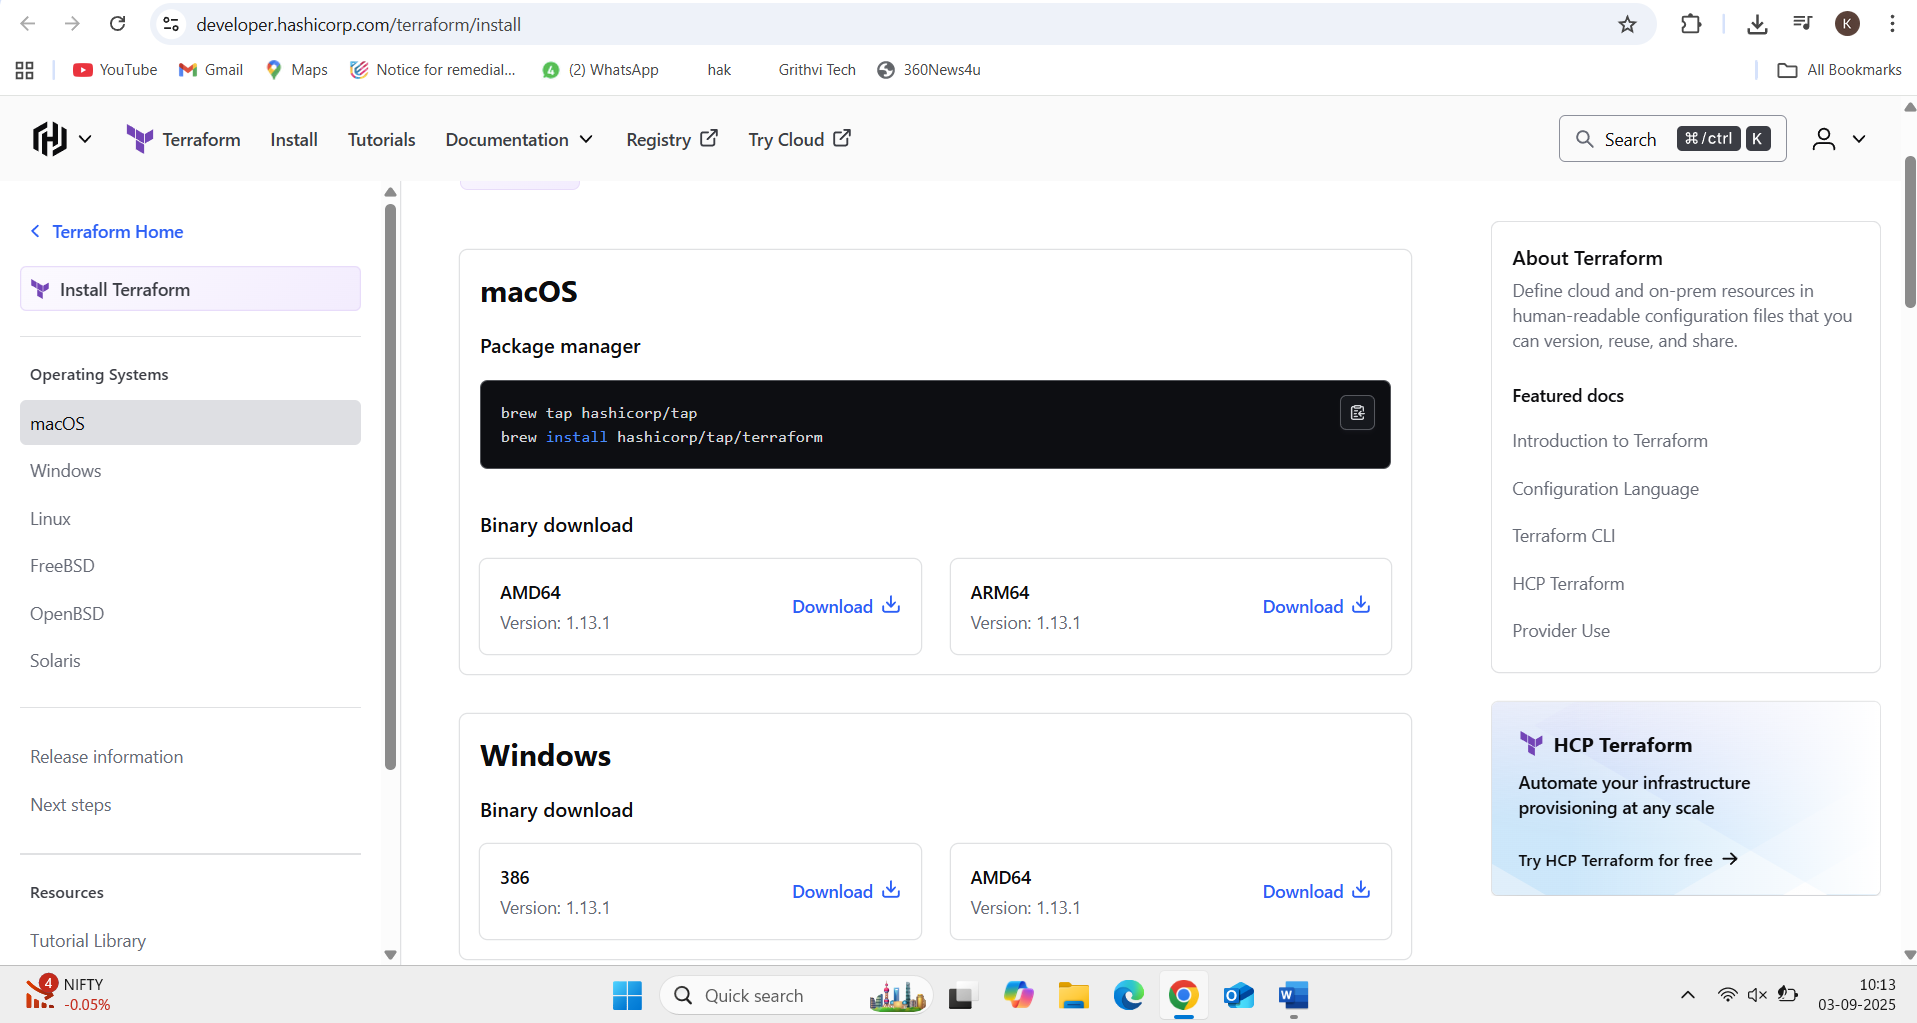 developer.hashicorp.com/terraform/install
K
YouTube
Gmail
Maps
Notice for remedial...
(2) WhatsApp
hak
Grithvi Tech
360News4u
All Bookmarks
Terraform
Install
Tutorials
Documentation
Registry
Try Cloud
Search
⌘/ctrl
K
Terraform Home
Install Terraform
Operating Systems
macOS
Windows
Linux
FreeBSD
OpenBSD
Solaris
Release information
Next steps
Resources
Tutorial Library
macOS
Package manager
brew tap hashicorp/tap
brew install hashicorp/tap/terraform
Binary download
AMD64
Version: 1.13.1
Download
ARM64
Version: 1.13.1
Download
Windows
Binary download
386
Version: 1.13.1
Download
AMD64
Version: 1.13.1
Download
About Terraform
Define cloud and on-prem resources in
human-readable configuration files that you
can version, reuse, and share.
Featured docs
Introduction to Terraform
Configuration Language
Terraform CLI
HCP Terraform
Provider Use
HCP Terraform
Automate your infrastructure
provisioning at any scale
Try HCP Terraform for free
4
NIFTY
-0.05%
Quick search
10:13
03-09-2025